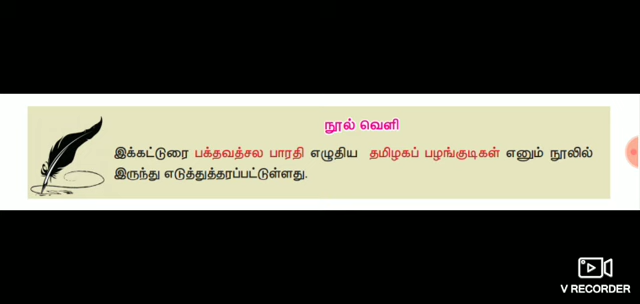 நூல் வெளி
இக்கட்டுரை பக்தவத்சல பாரதி எழுதிய தமிழகப் பழங்குடிகள் எனும் நூலில்
இருந்து எடுத்துத்தரப்பட்டுள்ளது.
V RECORDER